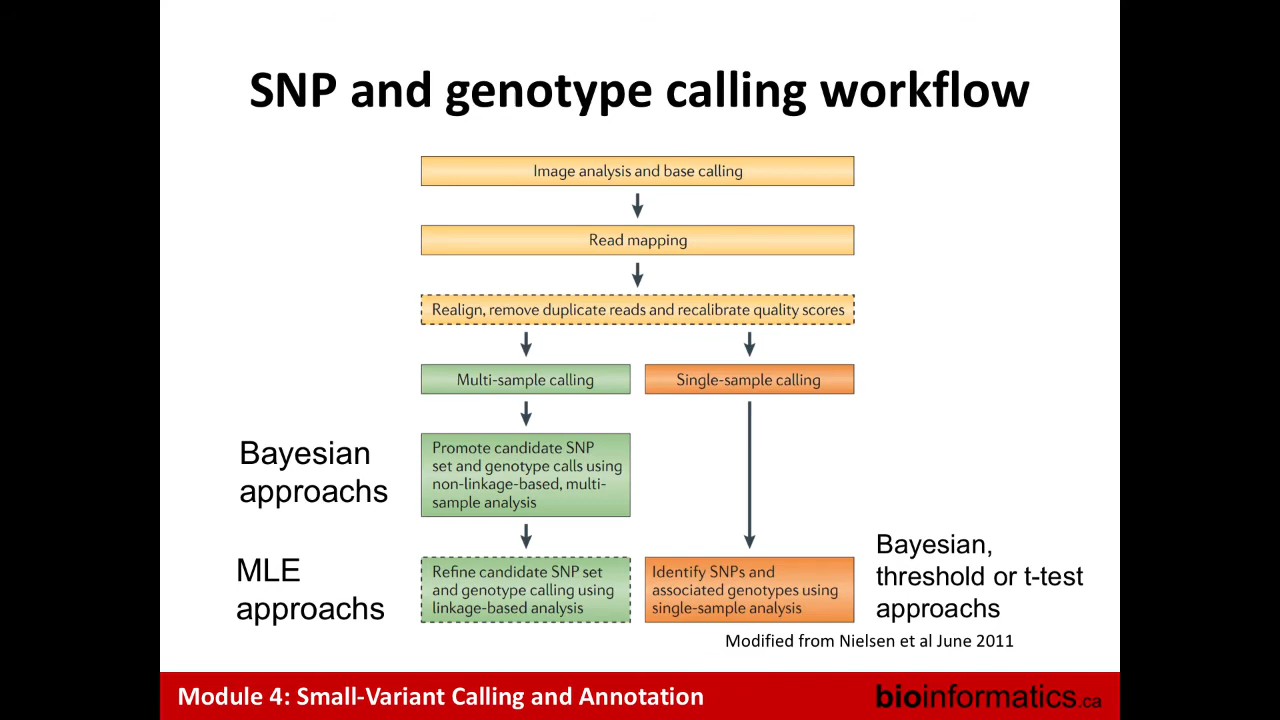 SNP and genotype calling workflow
Image analysis and base calling
Read mapping
Realign, remove duplicate reads and recalibrate quality scores
Multi-sample calling
Single-sample calling
Bayesian
approachs
Promote candidate SNP
set and genotype calls using
non-linkage-based, multi-
sample analysis
MLE
approachs
Refine candidate SNP set
and genotype calling using
linkage-based analysis
Identify SNPs and
associated genotypes using
single-sample analysis
Bayesian,
threshold or t-test
approachs
Modified from Nielsen et al June 2011
Module 4: Small-Variant Calling and Annotation
bioinformatics.ca